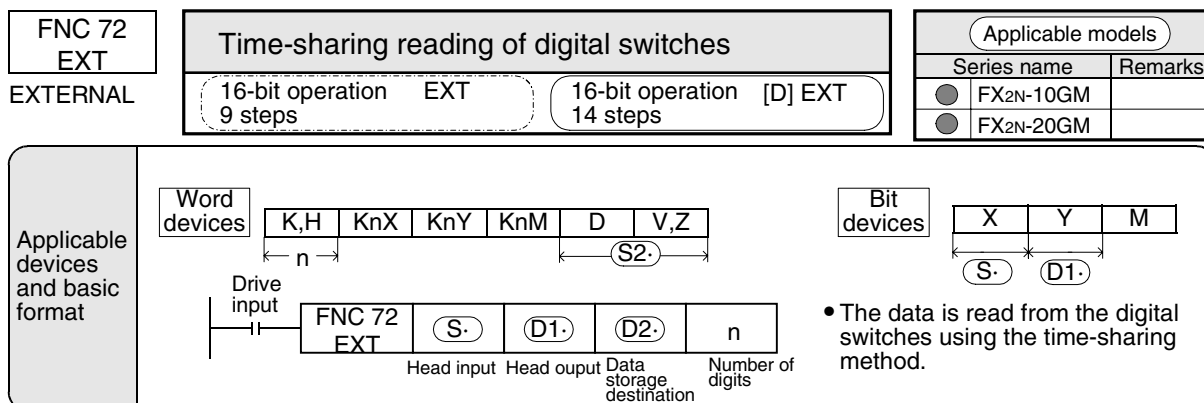 FNC 72
EXT
EXTERNAL
Time-sharing reading of digital switches
16-bit operation EXT
9 steps
16-bit operation [D] EXT
14 steps
Applicable models
Series name Remarks
FX2N-10GM
FX2N-20GM
Applicable
devices
and basic
format
Word
devices
K,H KnX KnY KnM D V,Z
n
S2·
Bit
devices
X Y M
S· D1·
Drive
input
FNC 72
EXT
S· D1· D2· n
Head input Head ouput Data
storage
destination
Number of
digits
• The data is read from the digital
switches using the time-sharing
method.